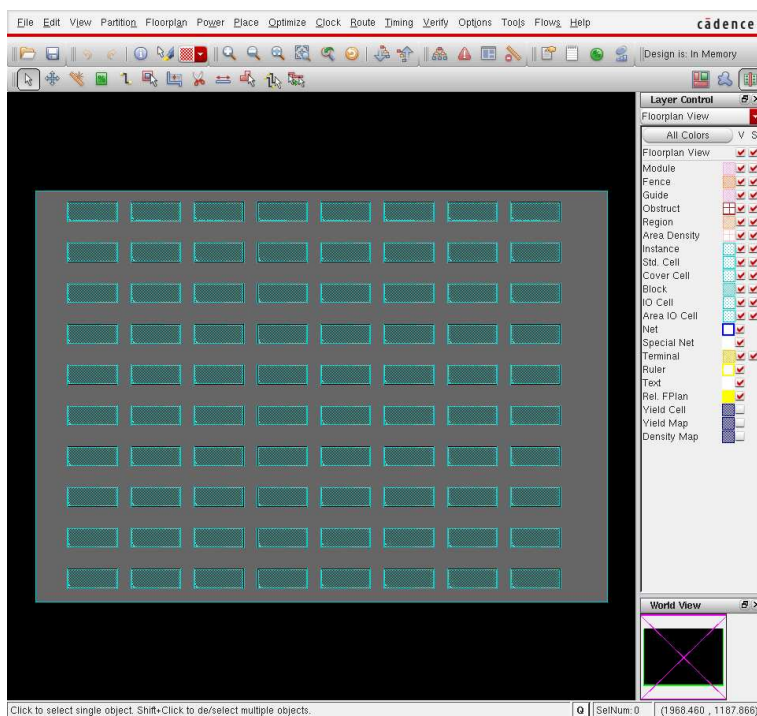 File Edit View Partition Floorplan Power Place Optimize Clock Route Timing Verify Options Tools Flows Help cādence
Design is: In Memory
Layer Control
Floorplan View
All Colors V S
Floorplan View
Module
Fence
Guide
Obstruct
Region
Area Density
Instance
Std. Cell
Cover Cell
Block
IO Cell
Area IO Cell
Net
Special Net
Terminal
Ruler
Text
Rel. FPlan
Yield Cell
Yield Map
Density Map
World View
Click to select single object. Shift+Click to de/select multiple objects. Q SelNum: 0 (1968.460 , 1187.866)